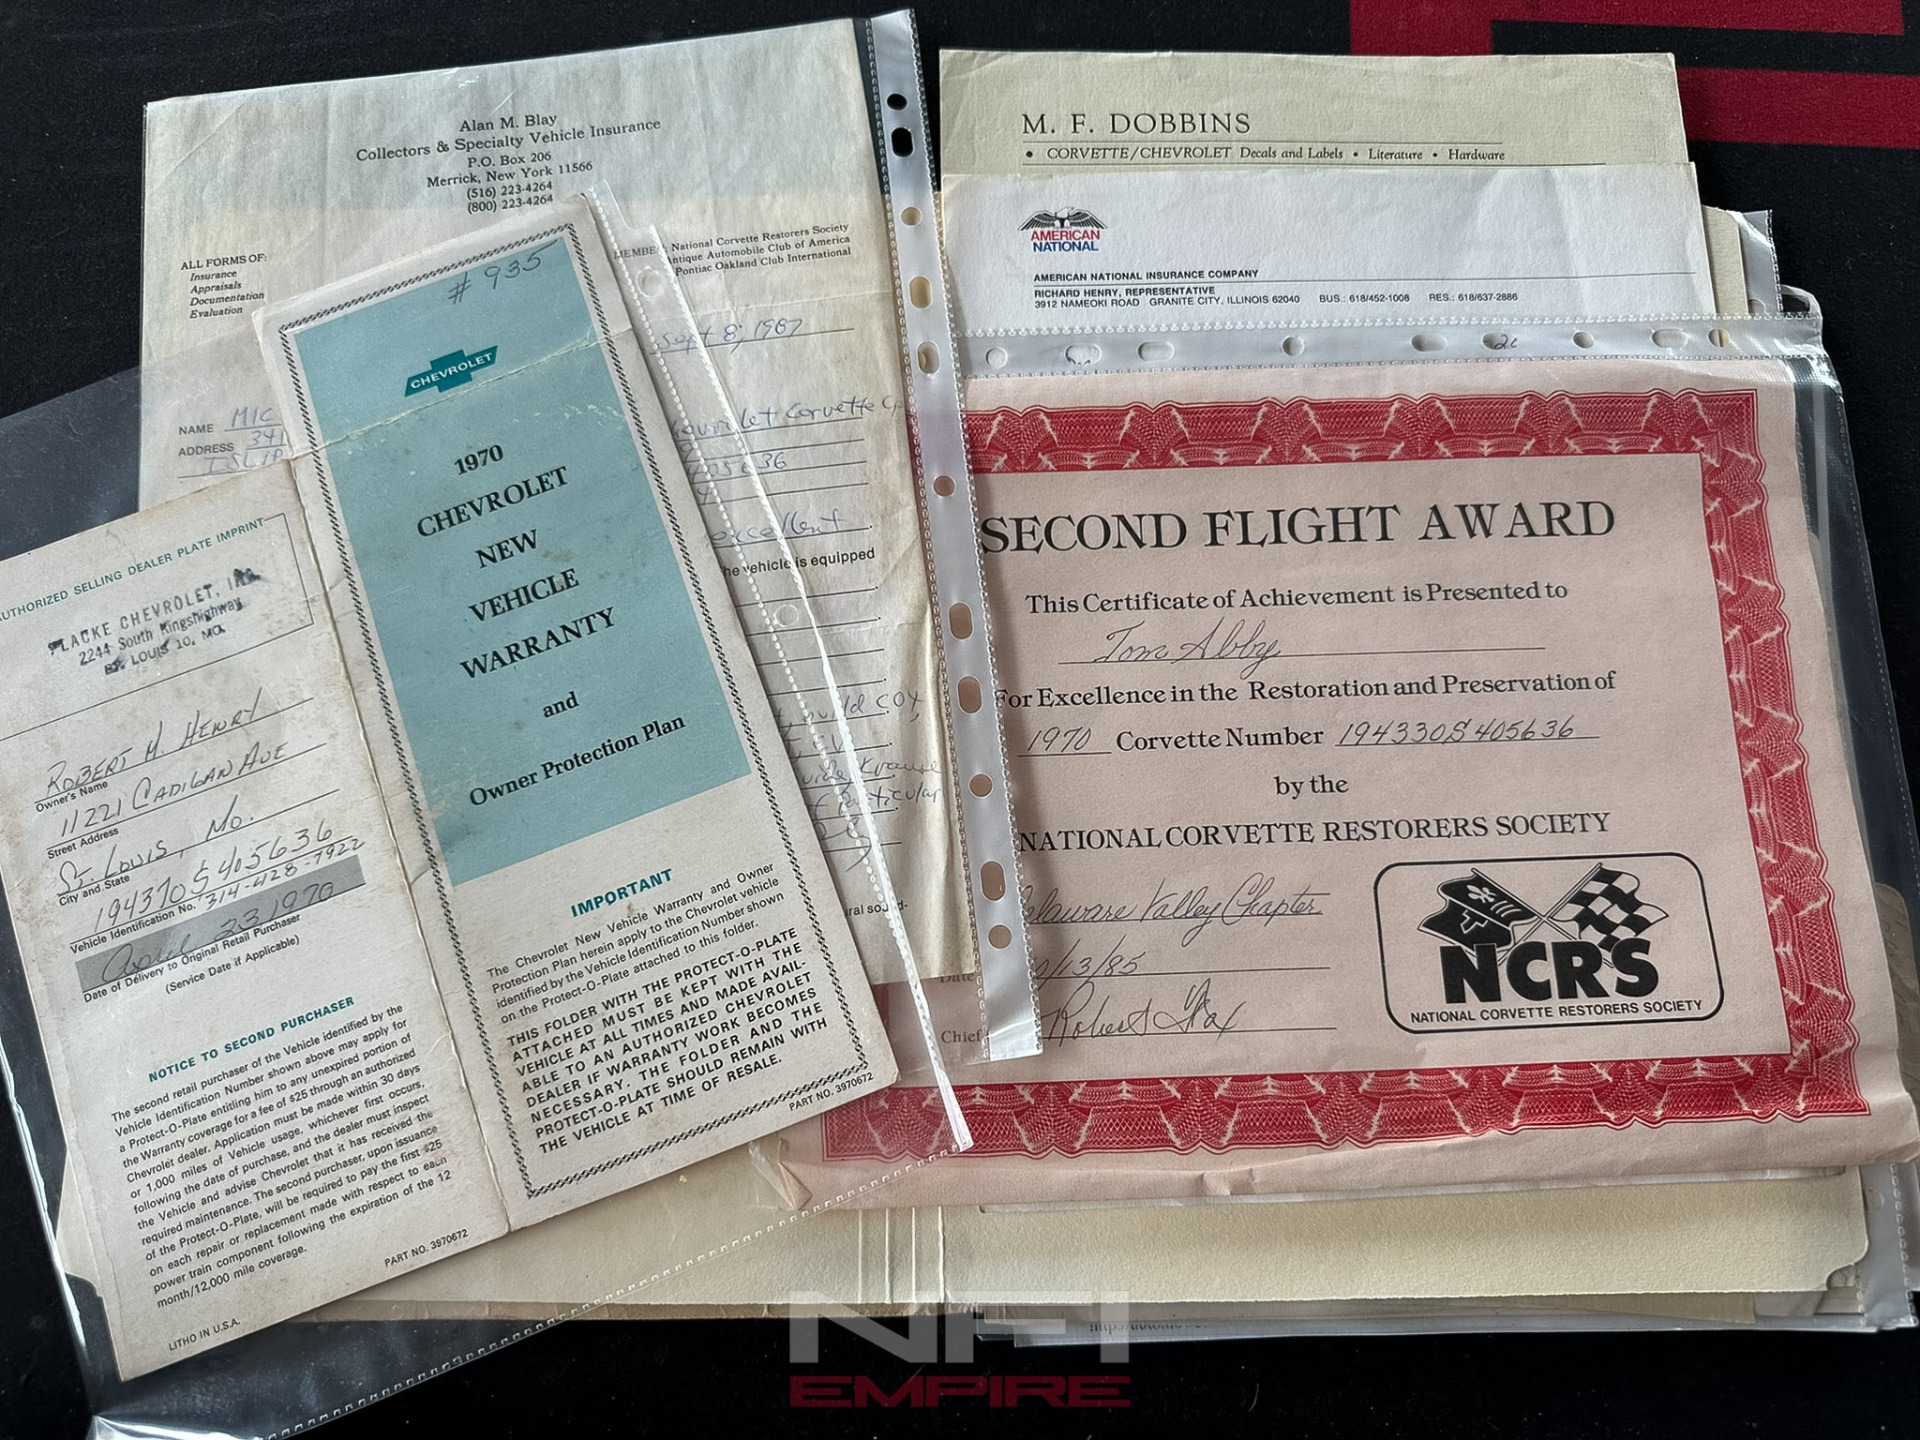 Alan M. Blay
Collectors & Specialty Vehicle Insurance
P.O. Box 206
Merrick, New York 11566
(516) 223-4264
(800) 223-4264
ALL FORMS OF:
Insurance
Appraisals
Documentation
Evaluation
National Corvette Restorers Society
Antique Automobile Club of America
Pontiac Oakland Club International
Sept 8, 1987
NAME MIC
ADDRESS 341
ISLIP
Corvette
excellent
the vehicle is equipped
# 935
CHEVROLET
1970
CHEVROLET
NEW
VEHICLE
WARRANTY
and
Owner Protection Plan
IMPORTANT
The Chevrolet New Vehicle Warranty and Owner
Protection Plan herein apply to the Chevrolet vehicle
identified by the Vehicle Identification Number shown
on the Protect-O-Plate attached to this folder.
THIS FOLDER WITH THE PROTECT-O-PLATE
ATTACHED MUST BE KEPT WITH THE
VEHICLE AT ALL TIMES AND MADE AVAIL-
ABLE TO AN AUTHORIZED CHEVROLET
DEALER IF WARRANTY WORK BECOMES
NECESSARY. THE FOLDER AND THE
PROTECT-O-PLATE SHOULD REMAIN WITH
THE VEHICLE AT TIME OF RESALE.
PART NO. 3970672
AUTHORIZED SELLING DEALER PLATE IMPRINT
LACKE CHEVROLET, INC.
2244 South Kingshighway
ST. LOUIS 10, MO.
ROBERT H. HENRY
Owner's Name
11221 CADIGAN AVE
Street Address
ST. LOUIS, MO.
City and State
194370S405636
Vehicle Identification No. 314-428-7922
April 23 1970
Date of Delivery to Original Retail Purchaser
(Service Date if Applicable)
NOTICE TO SECOND PURCHASER
The second retail purchaser of the Vehicle identified by the
Vehicle Identification Number shown above may apply for
a Protect-O-Plate entitling him to any unexpired portion of
the Warranty coverage for a fee of $25 through an authorized
Chevrolet dealer. Application must be made within 30 days
or 1,000 miles of Vehicle usage, whichever first occurs,
following the date of purchase, and the dealer must inspect
the Vehicle and advise Chevrolet that it has received the
required maintenance. The second purchaser, upon issuance
of the Protect-O-Plate, will be required to pay the first $25
on each repair or replacement made with respect to each
power train component following the expiration of the 12
month/12,000 mile coverage.
PART NO. 3970672
LITHO IN U.S.A.
M. F. DOBBINS
• CORVETTE/CHEVROLET Decals and Labels • Literature • Hardware
AMERICAN
NATIONAL
AMERICAN NATIONAL INSURANCE COMPANY
RICHARD HENRY, REPRESENTATIVE
3912 NAMEOKI ROAD GRANITE CITY, ILLINOIS 62040 BUS.: 618/452-1008 RES.: 618/637-2886
SECOND FLIGHT AWARD
This Certificate of Achievement is Presented to
Tom Abby
For Excellence in the Restoration and Preservation of
1970 Corvette Number 194330S405636
by the
NATIONAL CORVETTE RESTORERS SOCIETY
Delaware Valley Chapter
Date /13/85
Chief Robert
NCRS
NATIONAL CORVETTE RESTORERS SOCIETY
NFI
EMPIRE